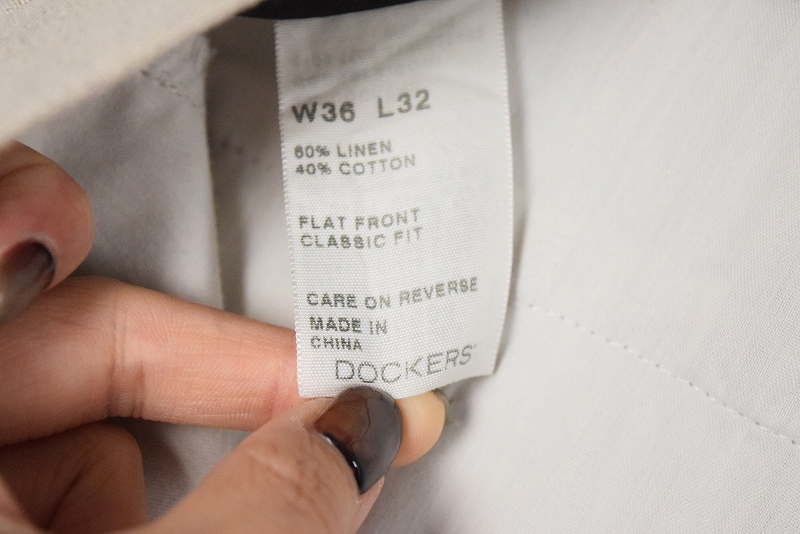 W36 L32
60% LINEN
40% COTTON
FLAT FRONT
CLASSIC FIT
CARE ON REVERSE
MADE IN
CHINA
DOCKERS®